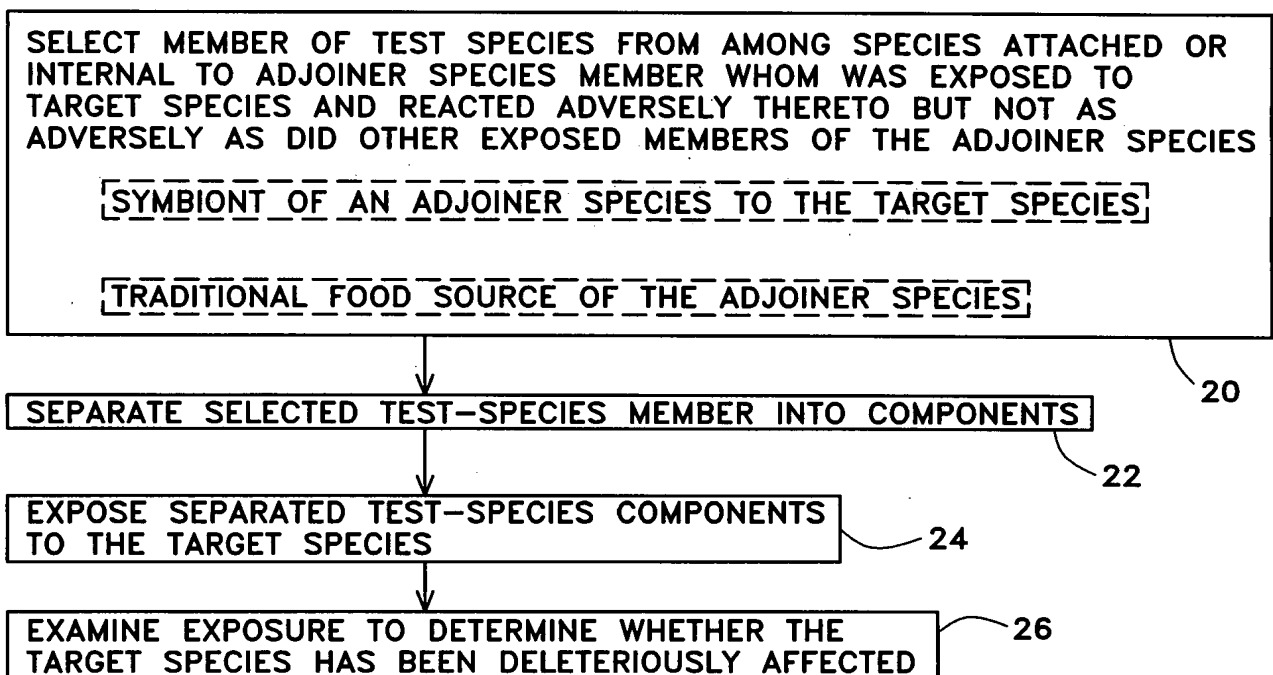 SELECT MEMBER OF TEST SPECIES FROM AMONG SPECIES ATTACHED OR
INTERNAL TO ADJOINER SPECIES MEMBER WHOM WAS EXPOSED TO
TARGET SPECIES AND REACTED ADVERSELY THERETO BUT NOT AS
ADVERSELY AS DID OTHER EXPOSED MEMBERS OF THE ADJOINER SPECIES
SYMBIONT OF AN ADJOINER SPECIES TO THE TARGET SPECIES
TRADITIONAL FOOD SOURCE OF THE ADJOINER SPECIES
20
SEPARATE SELECTED TEST-SPECIES MEMBER INTO COMPONENTS
22
EXPOSE SEPARATED TEST-SPECIES COMPONENTS
TO THE TARGET SPECIES
24
EXAMINE EXPOSURE TO DETERMINE WHETHER THE
TARGET SPECIES HAS BEEN DELETERIOUSLY AFFECTED
26